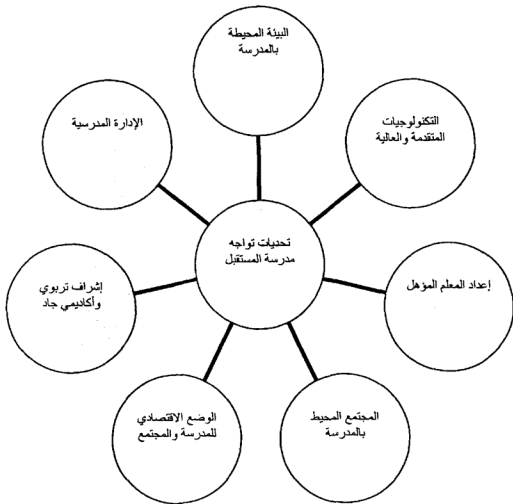 البيئة المحيطة
بالمدرسة
التكنولوجيات
المتقدمة والعالية
الإدارة المدرسية
تحديات تواجه
مدرسة المستقبل
إعداد المعلم المؤهل
إشراف تربوي
وأكاديمي جاد
المجتمع المحيط
بالمدرسة
الوضع الاقتصادي
للمدرسة والمجتمع